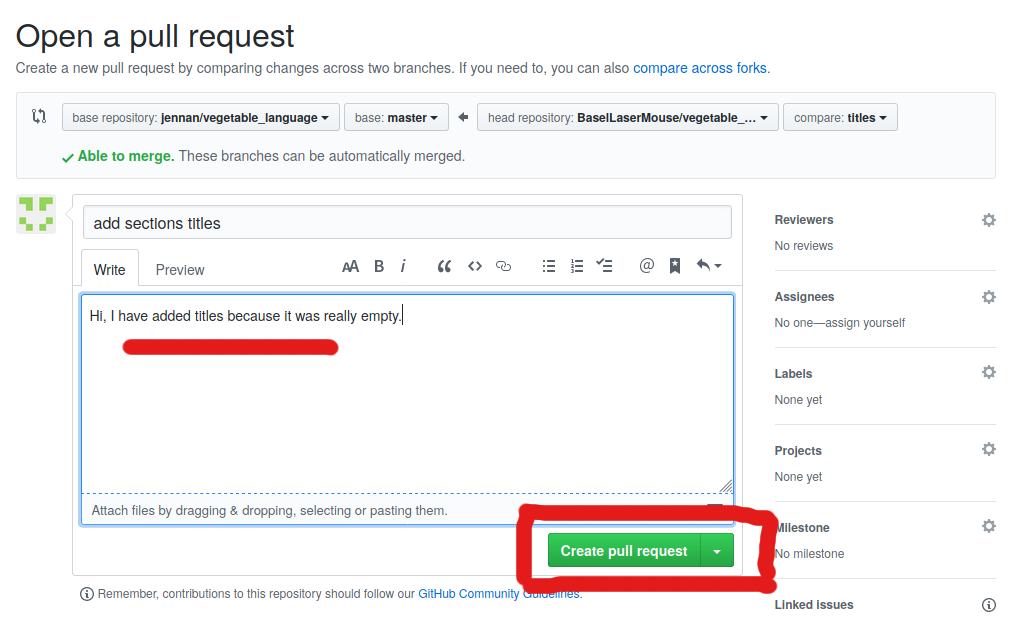 Open a pull request
Create a new pull request by comparing changes across two branches. If you need to, you can also compare across forks.
base repository: jennan/vegetable_language base: master head repository: BaselLaserMouse/vegetable_... compare: titles
Able to merge. These branches can be automatically merged.
add sections titles
Write Preview AA B i @
Hi, I have added titles because it was really empty.
Attach files by dragging & dropping, selecting or pasting them.
Create pull request
Remember, contributions to this repository should follow our GitHub Community Guidelines.
Reviewers
No reviews
Assignees
No one—assign yourself
Labels
None yet
Projects
None yet
Milestone
No milestone
Linked issues